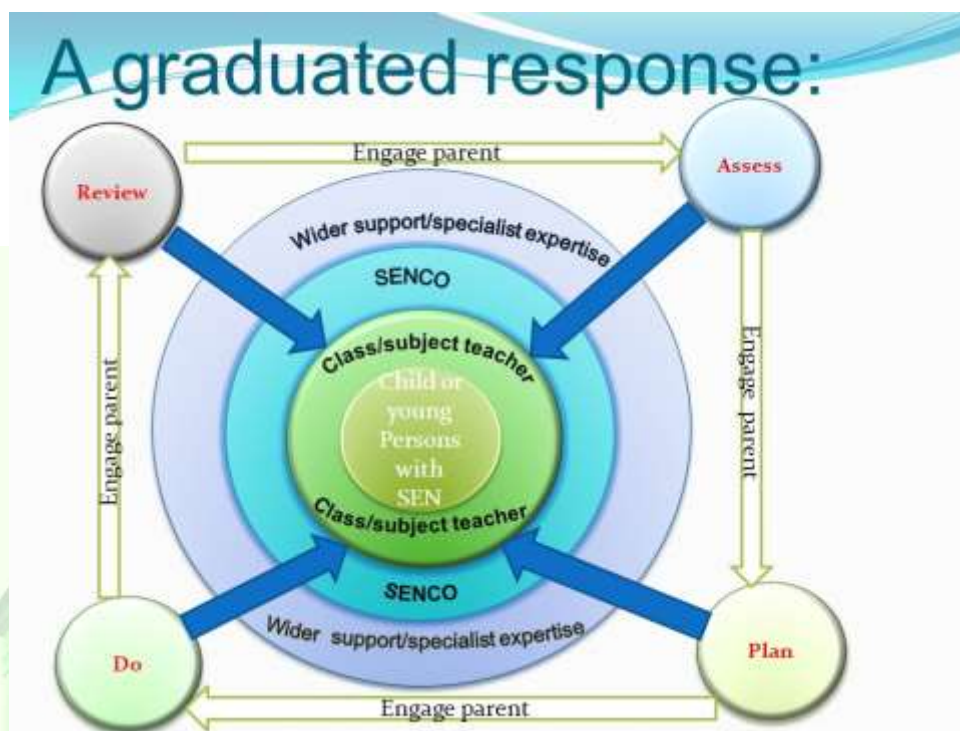 A graduated response:
Engage parent
Review
Assess
Wider support/specialist expertise
SENCO
Class/subject teacher
Child or
young
Persons
with
SEN
Class/subject teacher
SENCO
Wider support/specialist expertise
Engage parent
Engage parent
Do
Plan
Engage parent